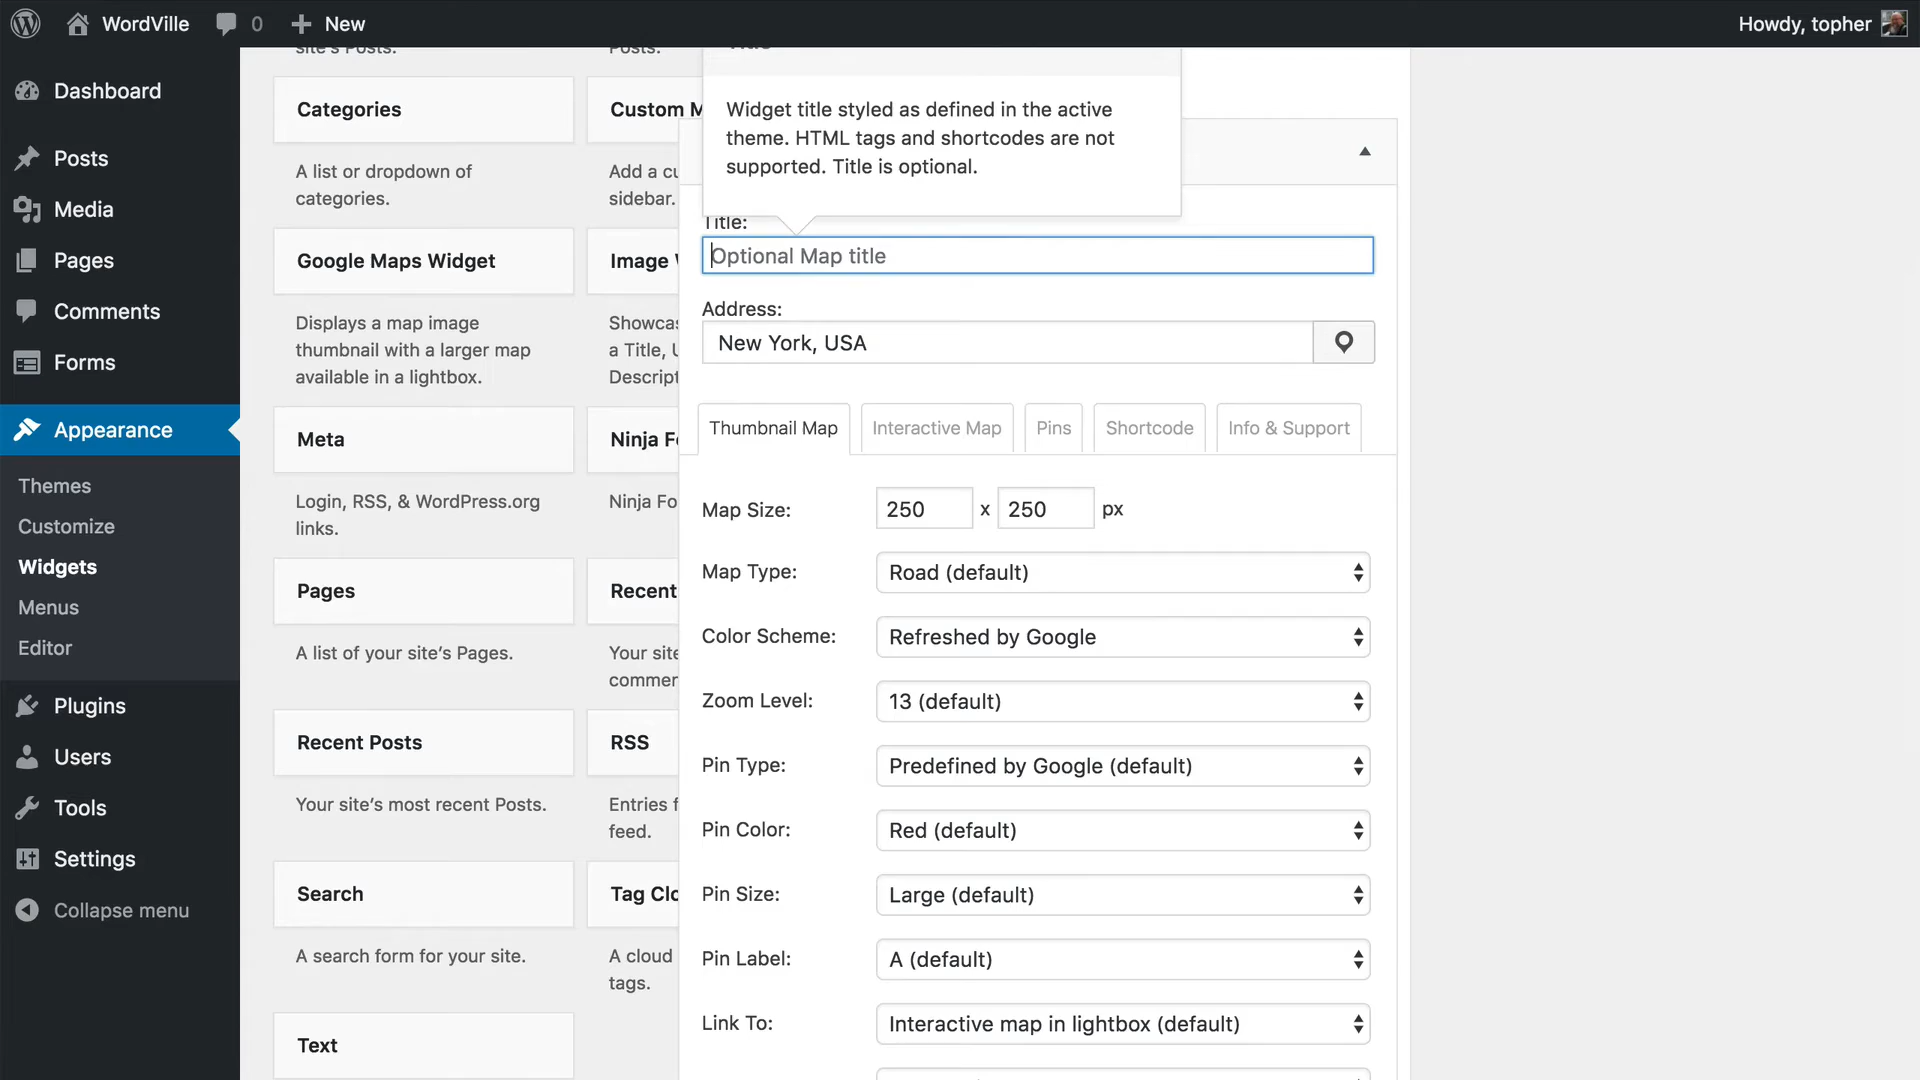 WordVille
0
New
Howdy, topher
Dashboard
Posts
Media
Pages
Comments
Forms
Appearance
Themes
Customize
Widgets
Menus
Editor
Plugins
Users
Tools
Settings
Collapse menu
site's Posts.
Posts.
Categories
A list or dropdown of
categories.
Google Maps Widget
Displays a map image
thumbnail with a larger map
available in a lightbox.
Meta
Login, RSS, & WordPress.org
links.
Pages
A list of your site's Pages.
Recent Posts
Your site's most recent Posts.
Search
A search form for your site.
Text
Custom M
Add a cu
sidebar.
Image
Showca
a Title, U
Descript
Ninja F
Ninja Fo
Recent
Your site
commer
RSS
Entries f
feed.
Tag Clo
A cloud
tags.
Widget title styled as defined in the active
theme. HTML tags and shortcodes are not
supported. Title is optional.
Title:
Optional Map title
Address:
New York, USA
Thumbnail Map
Interactive Map
Pins
Shortcode
Info & Support
Map Size:
250 x 250 px
Map Type:
Road (default)
Color Scheme:
Refreshed by Google
Zoom Level:
13 (default)
Pin Type:
Predefined by Google (default)
Pin Color:
Red (default)
Pin Size:
Large (default)
Pin Label:
A (default)
Link To:
Interactive map in lightbox (default)